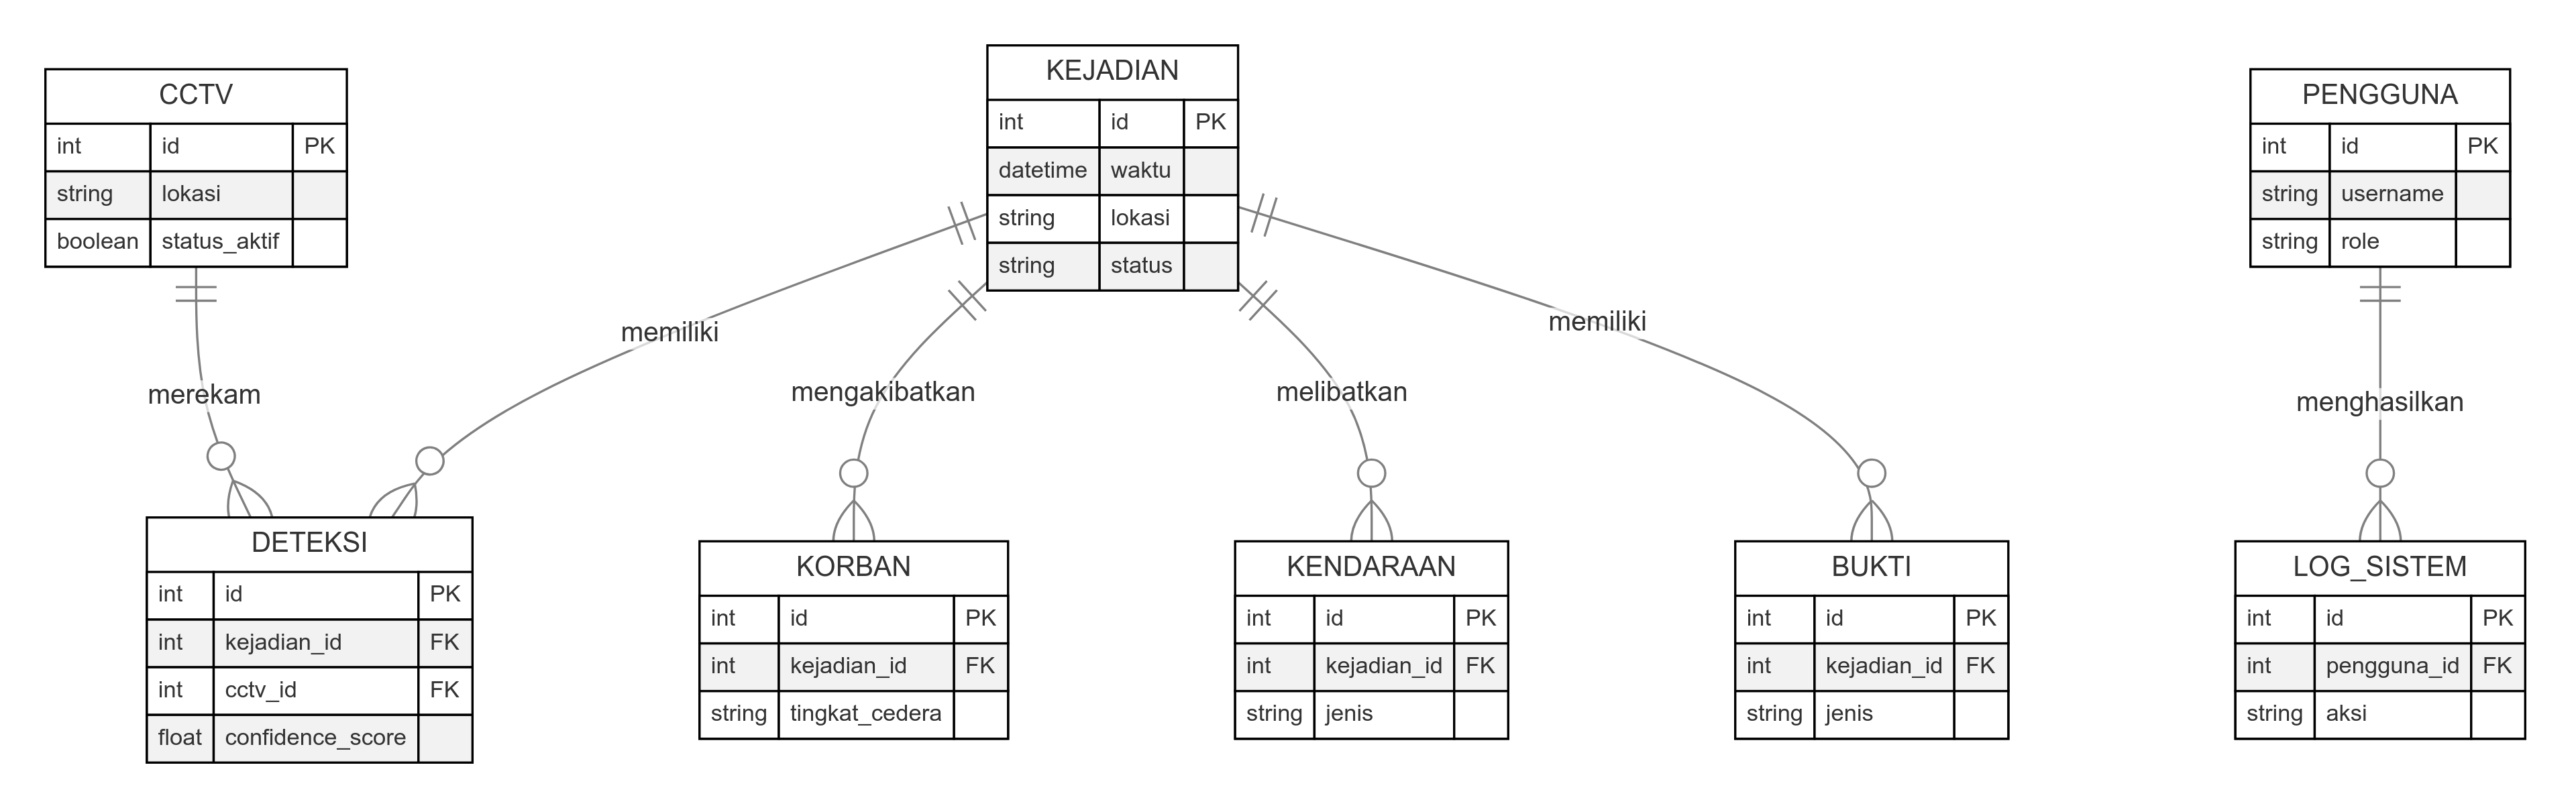 CCTV
int id PK
string lokasi
boolean status_aktif
KEJADIAN
int id PK
datetime waktu
string lokasi
string status
PENGGUNA
int id PK
string username
string role
merekam
memiliki
mengakibatkan
melibatkan
memiliki
menghasilkan
DETEKSI
int id PK
int kejadian_id FK
int cctv_id FK
float confidence_score
KORBAN
int id PK
int kejadian_id FK
string tingkat_cedera
KENDARAAN
int id PK
int kejadian_id FK
string jenis
BUKTI
int id PK
int kejadian_id FK
string jenis
LOG_SISTEM
int id PK
int pengguna_id FK
string aksi